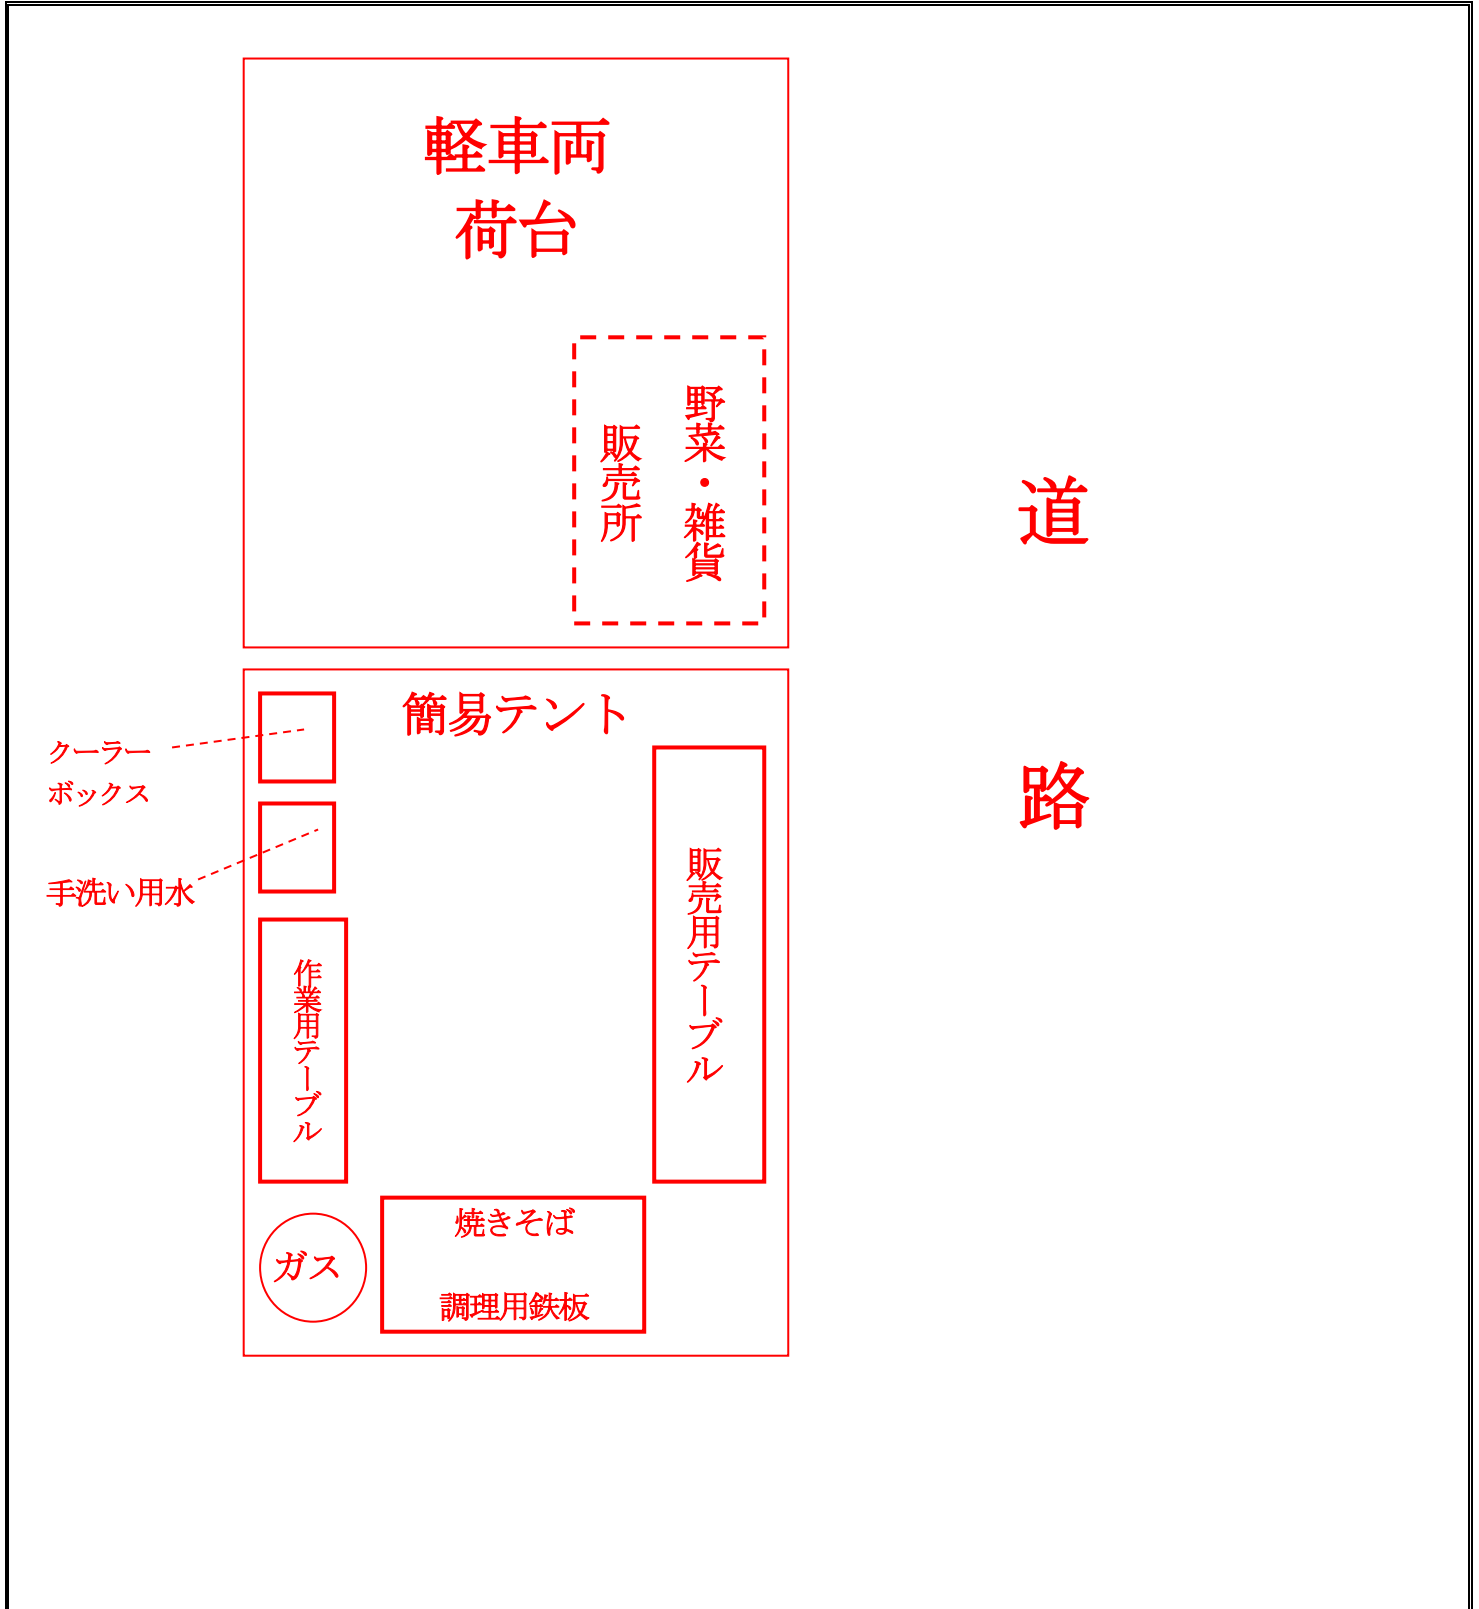 軽車両
荷台
野菜・雑貨
販売所
道
路
簡易テント
クーラー
ボックス
手洗い用水
販売用テーブル
作業用テーブル
ガス
焼きそば
調理用鉄板